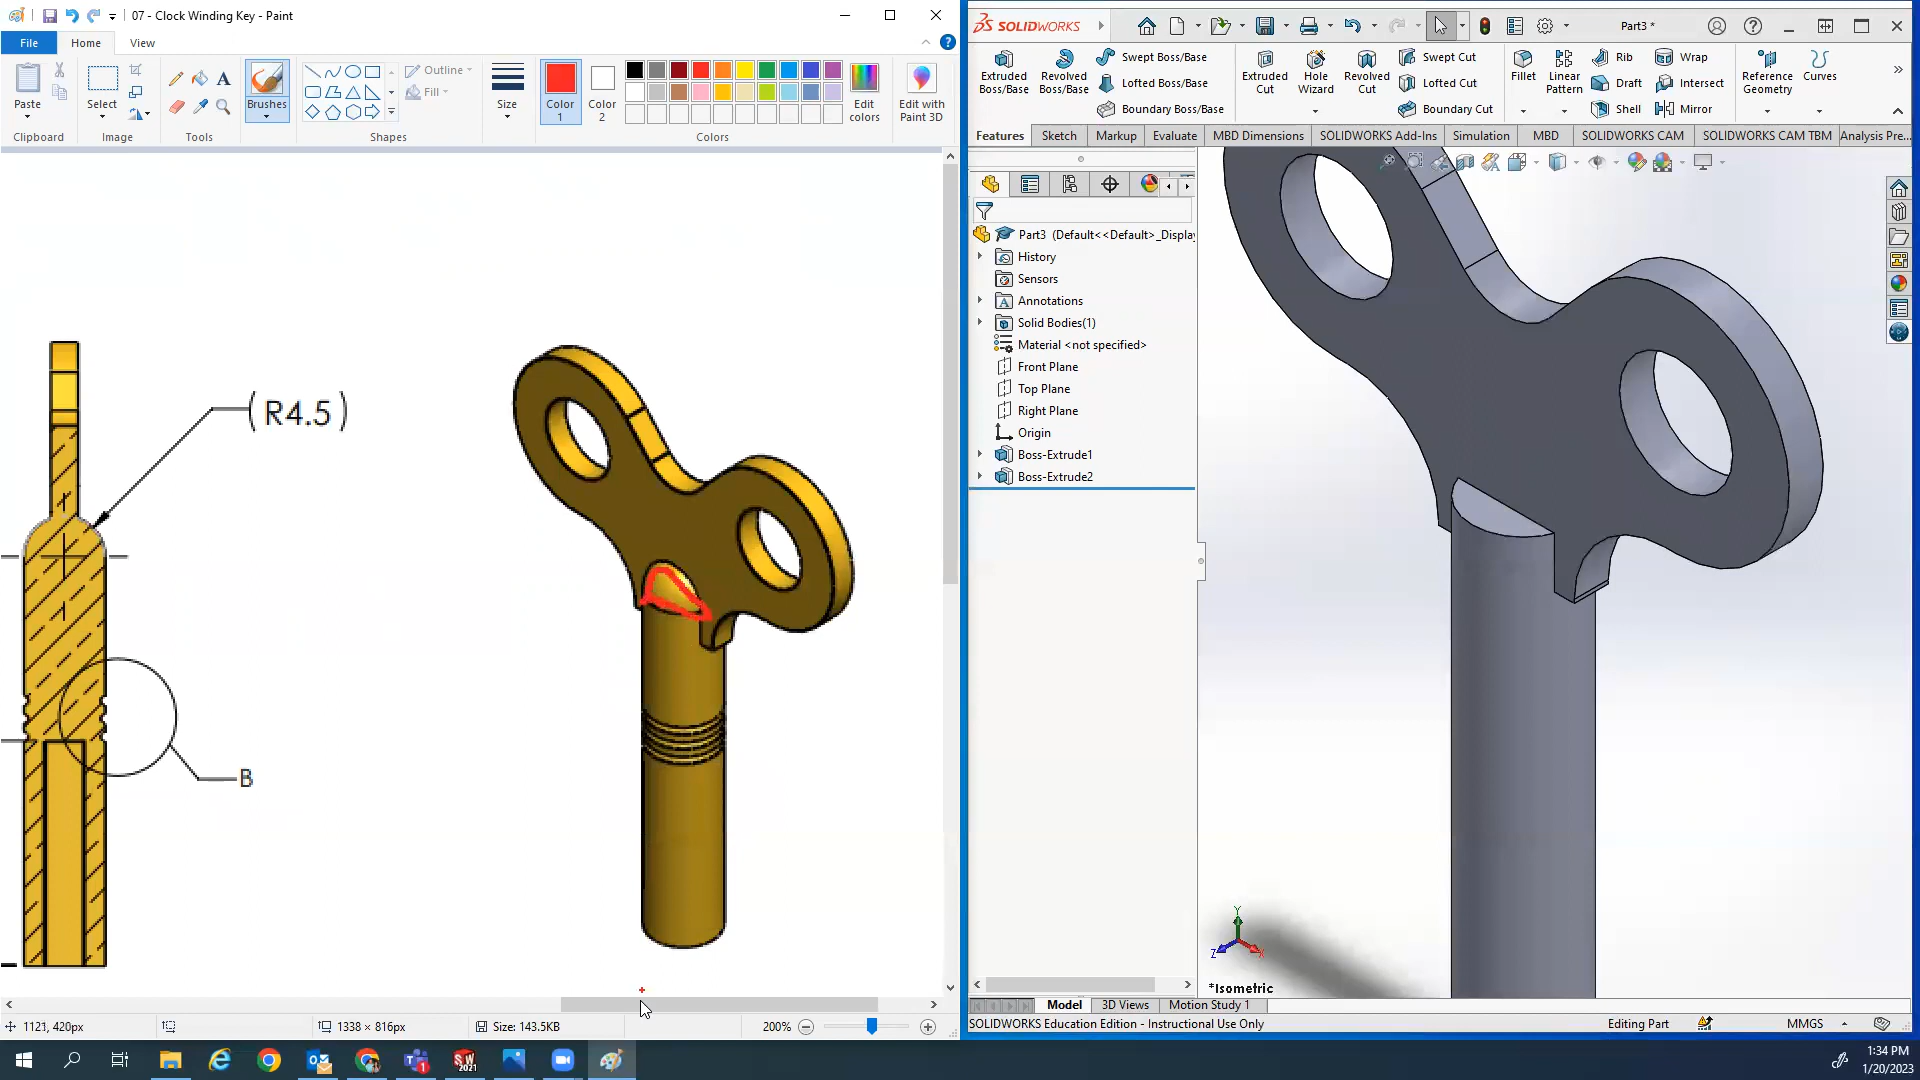 07 - Clock Winding Key - Paint
File
Home
View
Paste
Select
Brushes
Outline
Fill
Size
Color 1
Color 2
Edit colors
Edit with Paint 3D
Clipboard
Image
Tools
Shapes
Colors
(R4.5)
B
1121, 420px
1338 × 816px
Size: 143.5KB
200%
SOLIDWORKS
Part3 *
Extruded Boss/Base
Revolved Boss/Base
Swept Boss/Base
Lofted Boss/Base
Boundary Boss/Base
Extruded Cut
Hole Wizard
Revolved Cut
Swept Cut
Lofted Cut
Boundary Cut
Fillet
Linear Pattern
Rib
Draft
Shell
Wrap
Intersect
Mirror
Reference Geometry
Curves
Features
Sketch
Markup
Evaluate
MBD Dimensions
SOLIDWORKS Add-Ins
Simulation
MBD
SOLIDWORKS CAM
SOLIDWORKS CAM TBM
Analysis Pre...
Part3 (Default<<Default>_Display
History
Sensors
Annotations
Solid Bodies(1)
Material <not specified>
Front Plane
Top Plane
Right Plane
Origin
Boss-Extrude1
Boss-Extrude2
Y
Z
X
*Isometric
Model
3D Views
Motion Study 1
SOLIDWORKS Education Edition - Instructional Use Only
Editing Part
MMGS
1:34 PM
1/20/2023